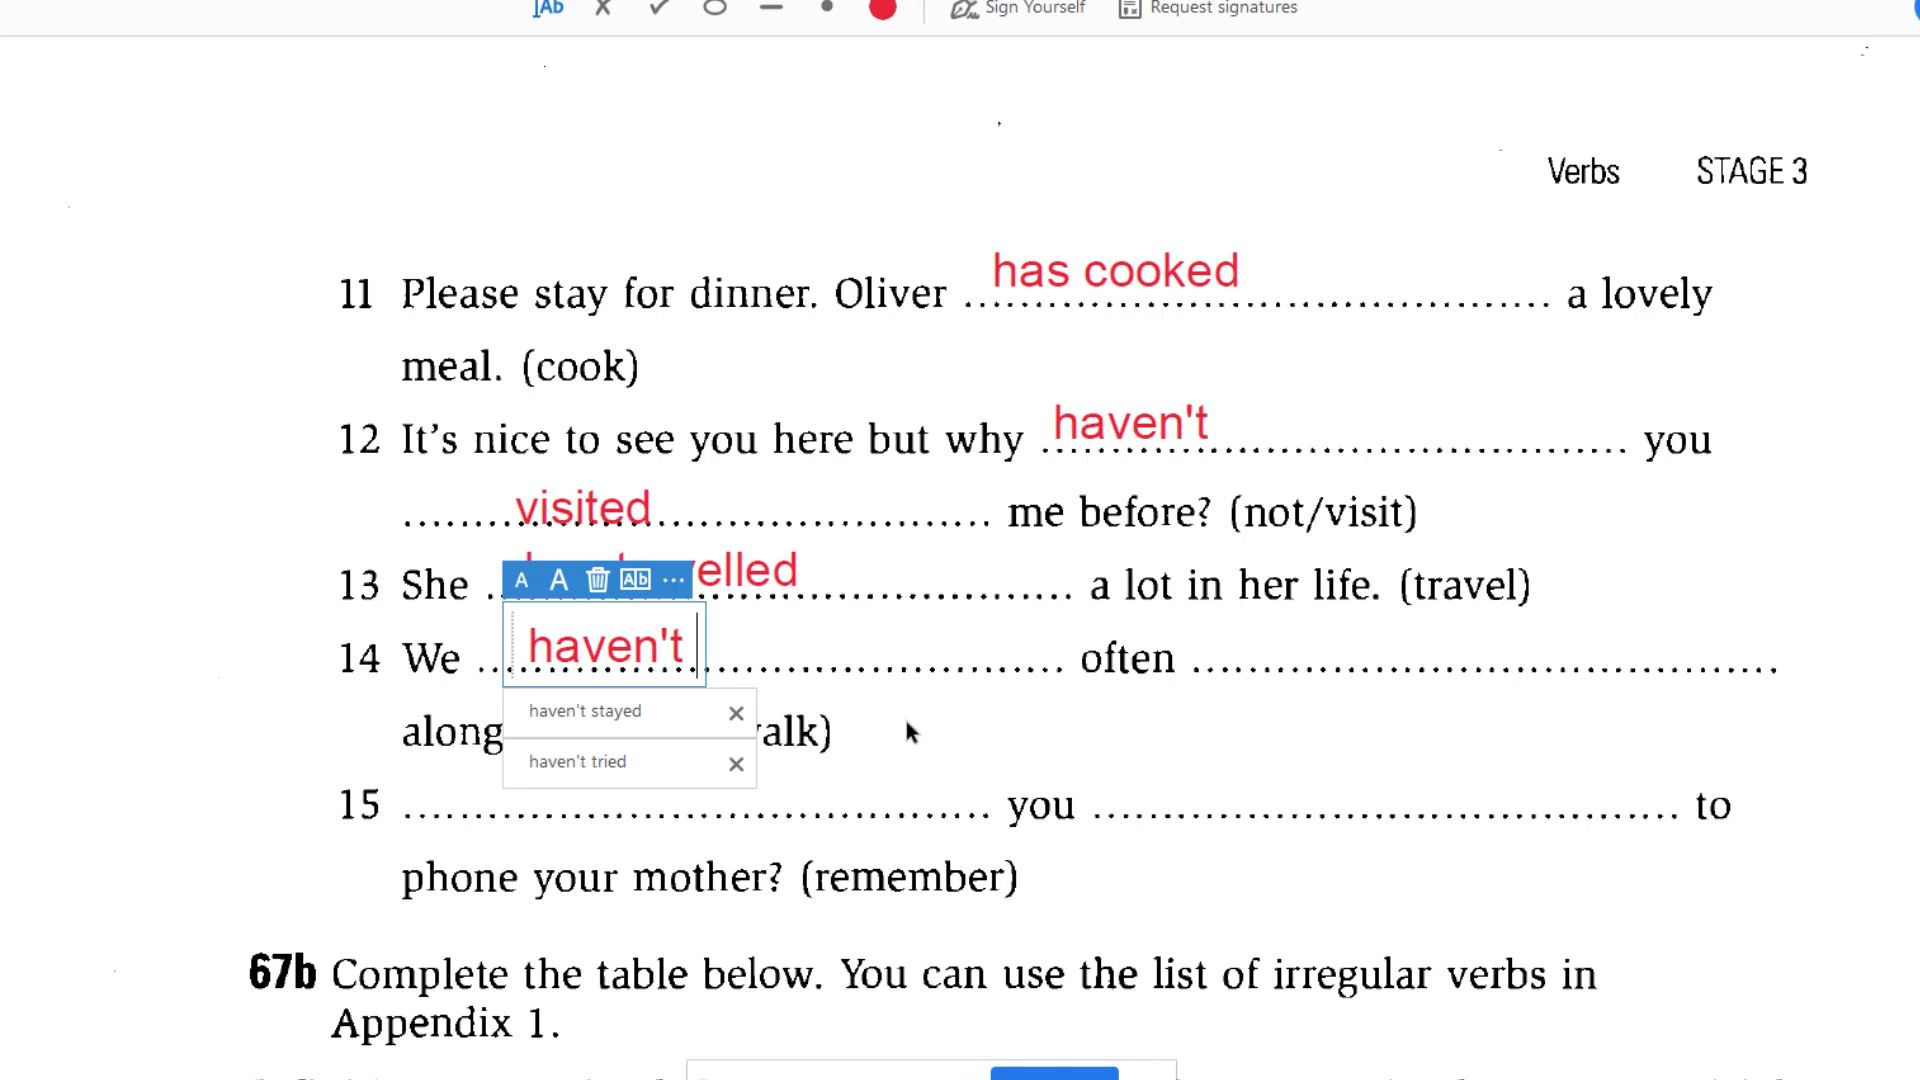 Ab Sign Yourself Request signatures
Verbs STAGE 3
11 Please stay for dinner. Oliver has cooked a lovely
meal. (cook)
12 It's nice to see you here but why haven't you
visited me before? (not/visit)
13 She elled a lot in her life. (travel)
A A Ab ...
14 We haven't often
haven't stayed
along alk)
haven't tried
15 you to
phone your mother? (remember)
67b Complete the table below. You can use the list of irregular verbs in
Appendix 1.